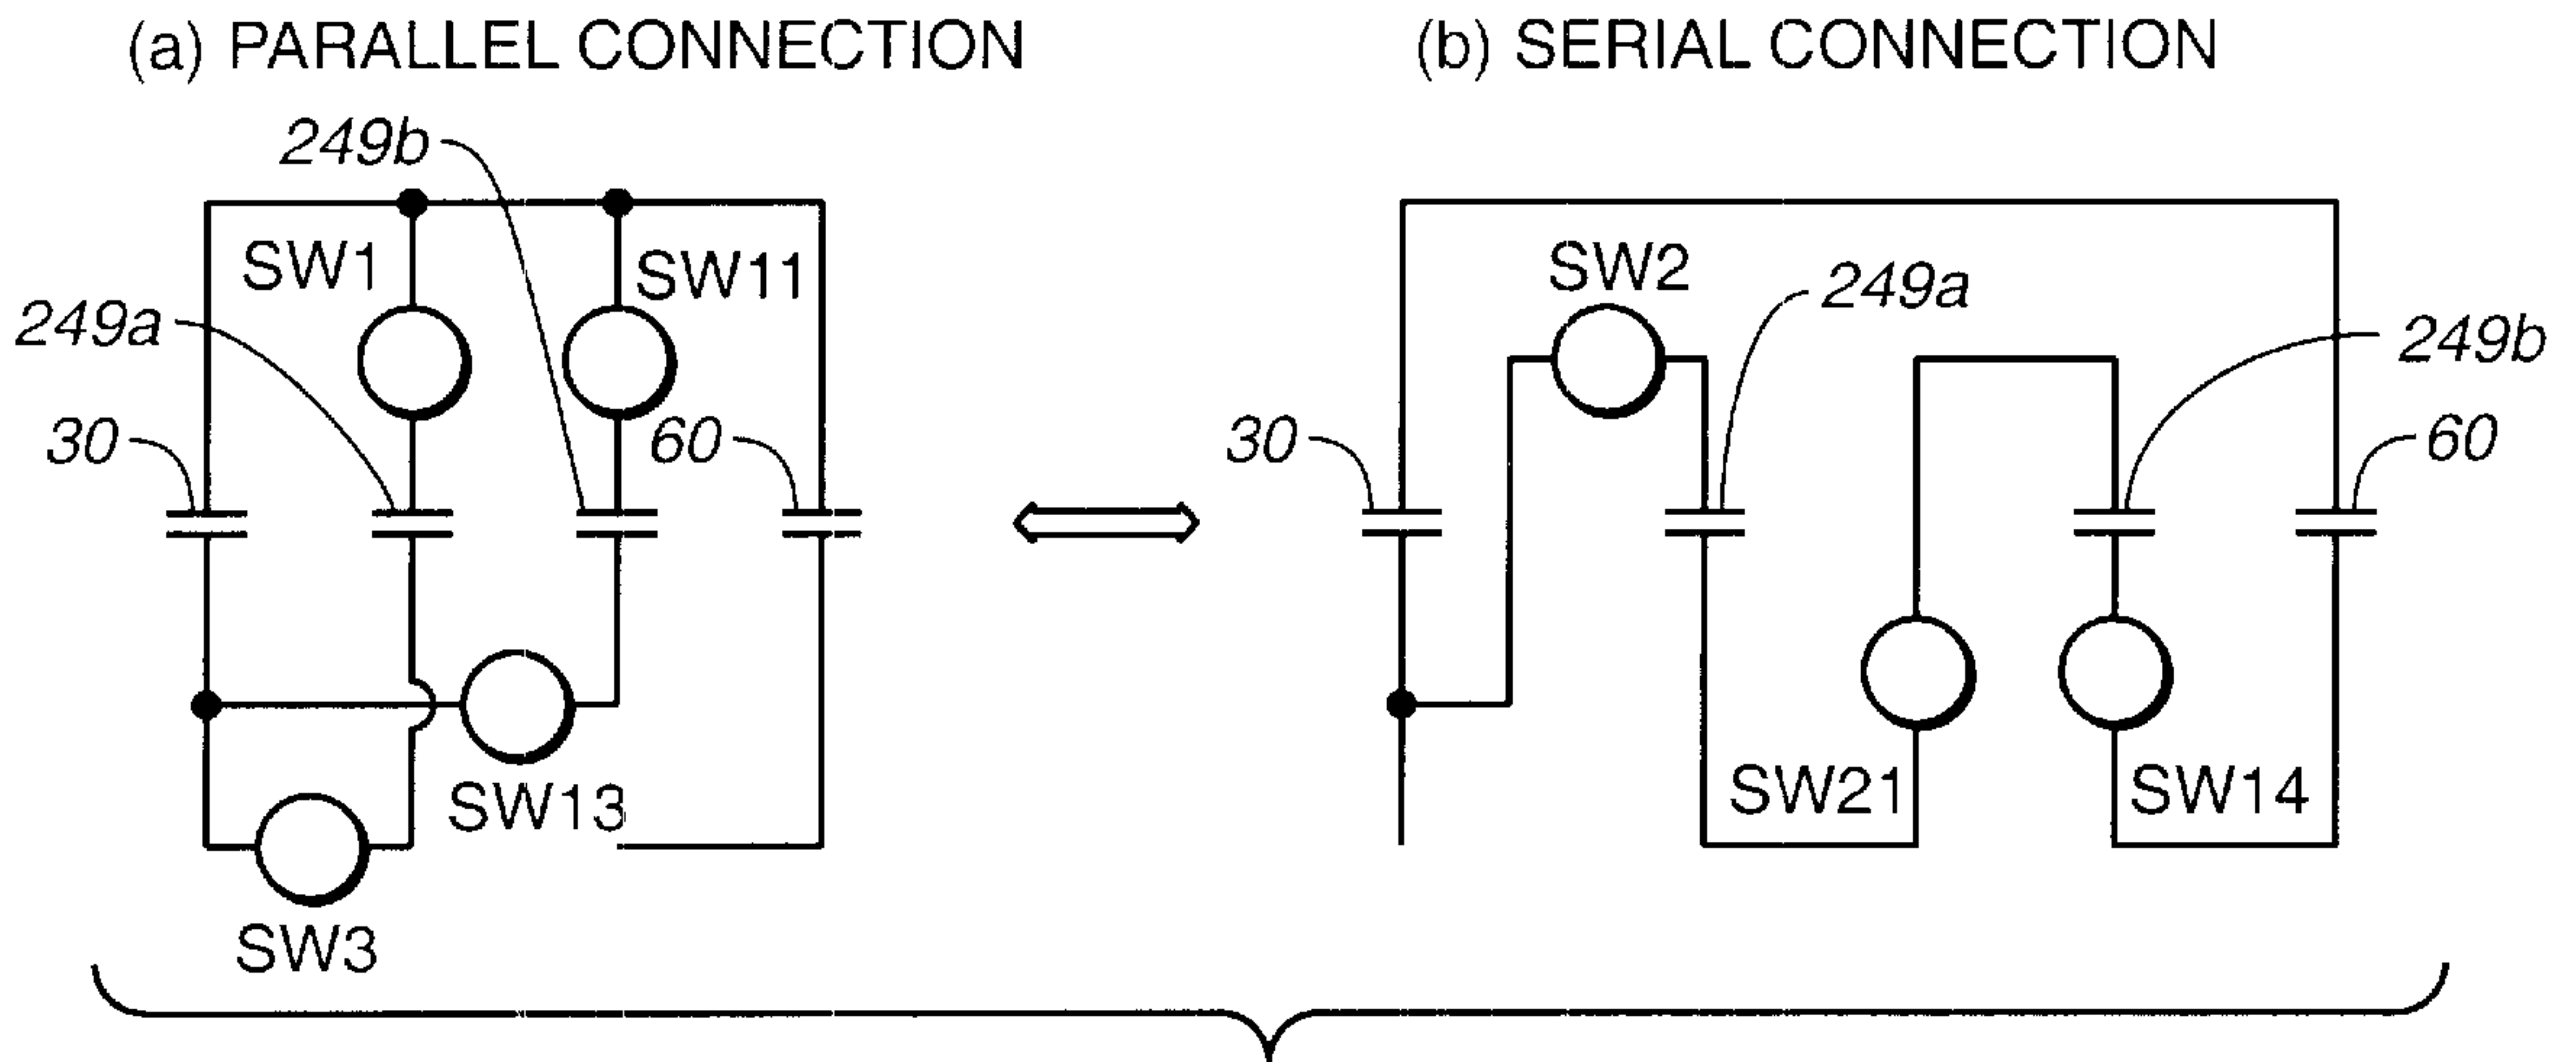 (a) PARALLEL CONNECTION
249b
SW1
SW11
249a
30
60
SW13
SW3
(b) SERIAL CONNECTION
SW2
249a
249b
30
60
SW21
SW14